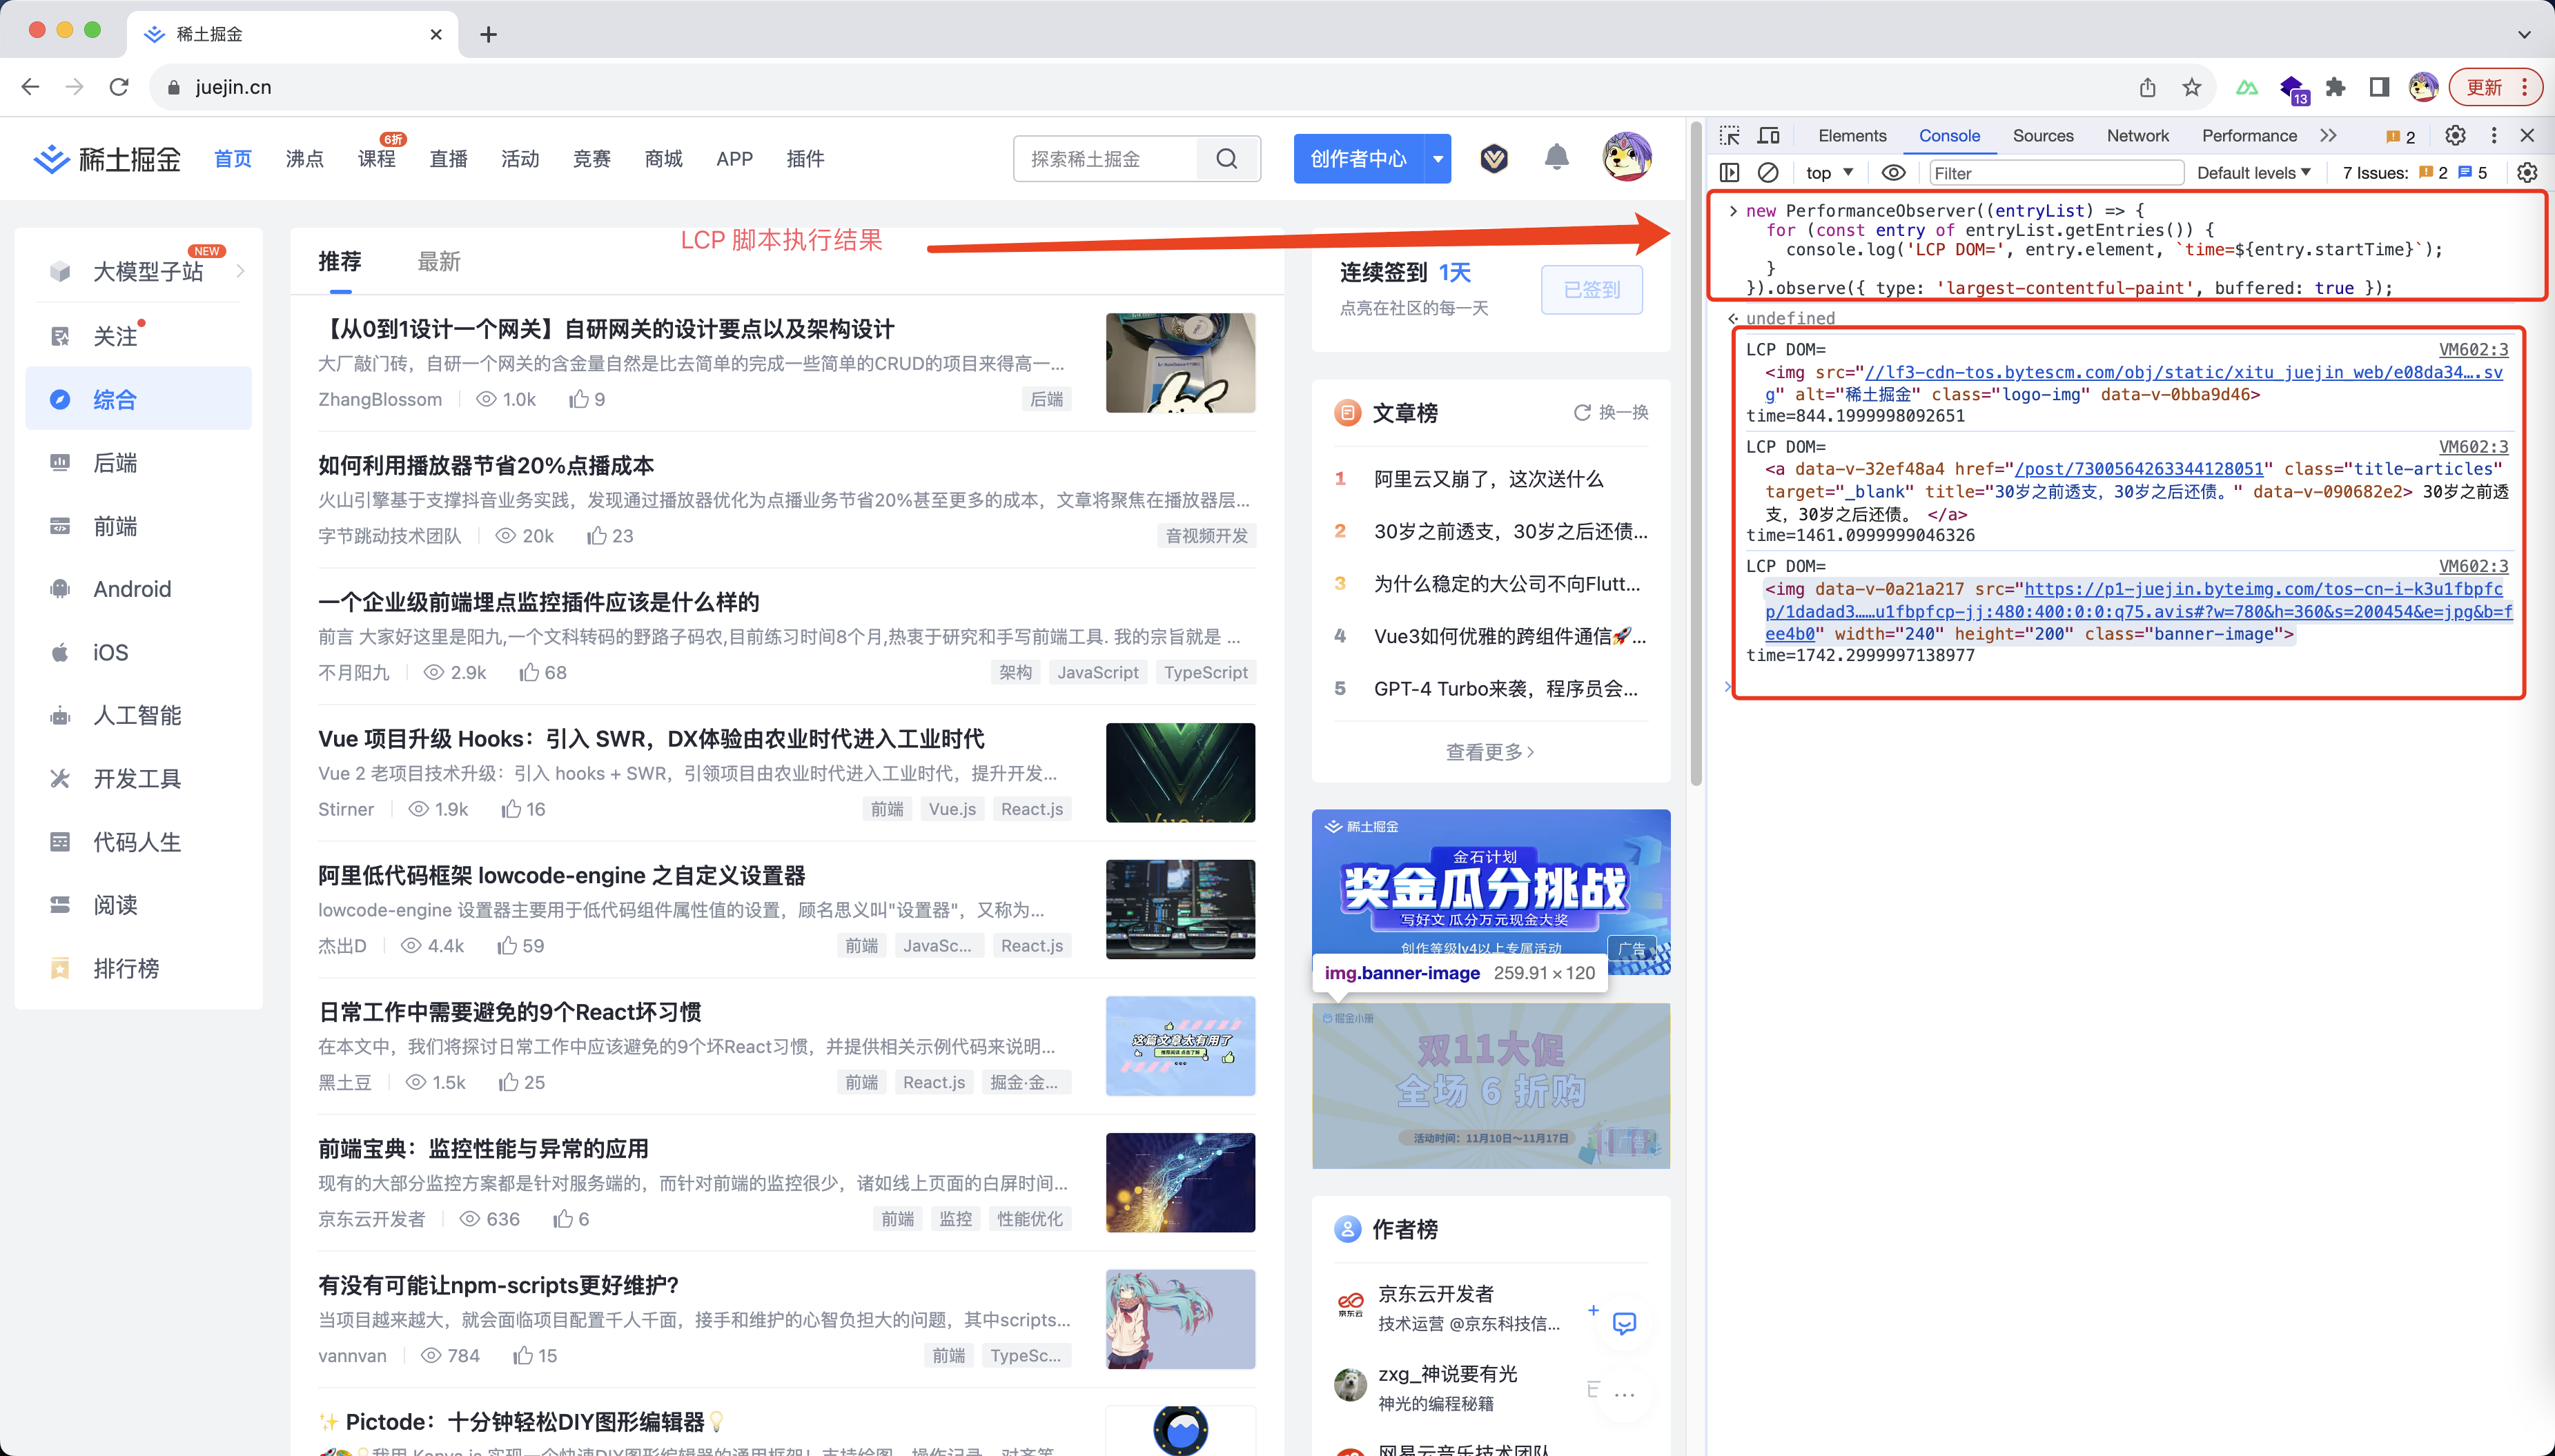 稀土掘金
juejin.cn
13
更新
稀土掘金
首页
沸点
课程
6折
直播
活动
竞赛
商城
APP
插件
探索稀土掘金
创作者中心
大模型子站
NEW
关注
综合
后端
前端
Android
iOS
人工智能
开发工具
代码人生
阅读
排行榜
推荐
最新
LCP 脚本执行结果
【从0到1设计一个网关】自研网关的设计要点以及架构设计
大厂敲门砖，自研一个网关的含金量自然是比去简单的完成一些简单的CRUD的项目来得高一...
ZhangBlossom 1.0k 9 后端
如何利用播放器节省20%点播成本
火山引擎基于支撑抖音业务实践，发现通过播放器优化为点播业务节省20%甚至更多的成本，文章将聚焦在播放器层...
字节跳动技术团队 20k 23 音视频开发
一个企业级前端埋点监控插件应该是什么样的
前言 大家好这里是阳九,一个文科转码的野路子码农,目前练习时间8个月,热衷于研究和手写前端工具. 我的宗旨就是 ...
不月阳九 2.9k 68 架构 JavaScript TypeScript
Vue 项目升级 Hooks：引入 SWR，DX体验由农业时代进入工业时代
Vue 2 老项目技术升级：引入 hooks + SWR，引领项目由农业时代进入工业时代，提升开发...
Stirner 1.9k 16 前端 Vue.js React.js
阿里低代码框架 lowcode-engine 之自定义设置器
lowcode-engine 设置器主要用于低代码组件属性值的设置，顾名思义叫"设置器"，又称为...
杰出D 4.4k 59 前端 JavaSc... React.js
日常工作中需要避免的9个React坏习惯
在本文中，我们将探讨日常工作中应该避免的9个坏React习惯，并提供相关示例代码来说明...
黑土豆 1.5k 25 前端 React.js 掘金·金...
这篇文章太有用了
前端宝典：监控性能与异常的应用
现有的大部分监控方案都是针对服务端的，而针对前端的监控很少，诸如线上页面的白屏时间...
京东云开发者 636 6 前端 监控 性能优化
有没有可能让npm-scripts更好维护？
当项目越来越大，就会面临项目配置千人千面，接手和维护的心智负担大的问题，其中scripts...
vannvan 784 15 前端 TypeSc...
✨ Pictode：十分钟轻松DIY图形编辑器💡
连续签到 1天
点亮在社区的每一天
已签到
文章榜
换一换
1 阿里云又崩了，这次送什么
2 30岁之前透支，30岁之后还债...
3 为什么稳定的大公司不向Flutt...
4 Vue3如何优雅的跨组件通信🚀...
5 GPT-4 Turbo来袭，程序员会...
查看更多
稀土掘金
金石计划
奖金瓜分挑战
写好文 瓜分万元现金大奖
创作等级lv4以上专属活动
广告
img.banner-image 259.91 × 120
掘金小册
双11大促
全场 6 折购
活动时间：11月10日～11月17日
广告
作者榜
京东云
京东云开发者
技术运营 @京东科技信...
zxg_神说要有光
神光的编程秘籍
网易云音乐技术团队
Elements Console Sources Network Performance 2
top Filter Default levels 7 Issues: 2 5
new PerformanceObserver((entryList) => {
for (const entry of entryList.getEntries()) {
console.log('LCP DOM=', entry.element, `time=${entry.startTime}`);
}
}).observe({ type: 'largest-contentful-paint', buffered: true });
undefined
LCP DOM= VM602:3
<img src="//lf3-cdn-tos.bytescm.com/obj/static/xitu_juejin_web/e08da34….sv
g" alt="稀土掘金" class="logo-img" data-v-0bba9d46>
time=844.1999998092651
LCP DOM= VM602:3
<a data-v-32ef48a4 href="/post/7300564263344128051" class="title-articles"
target="_blank" title="30岁之前透支，30岁之后还债。" data-v-090682e2> 30岁之前透
支，30岁之后还债。 </a>
time=1461.0999999046326
LCP DOM= VM602:3
<img data-v-0a21a217 src="https://p1-juejin.byteimg.com/tos-cn-i-k3u1fbpfc
p/1dadad3……u1fbpfcp-jj:480:400:0:0:q75.avis#?w=780&h=360&s=200454&e=jpg&b=f
ee4b0" width="240" height="200" class="banner-image">
time=1742.2999997138977